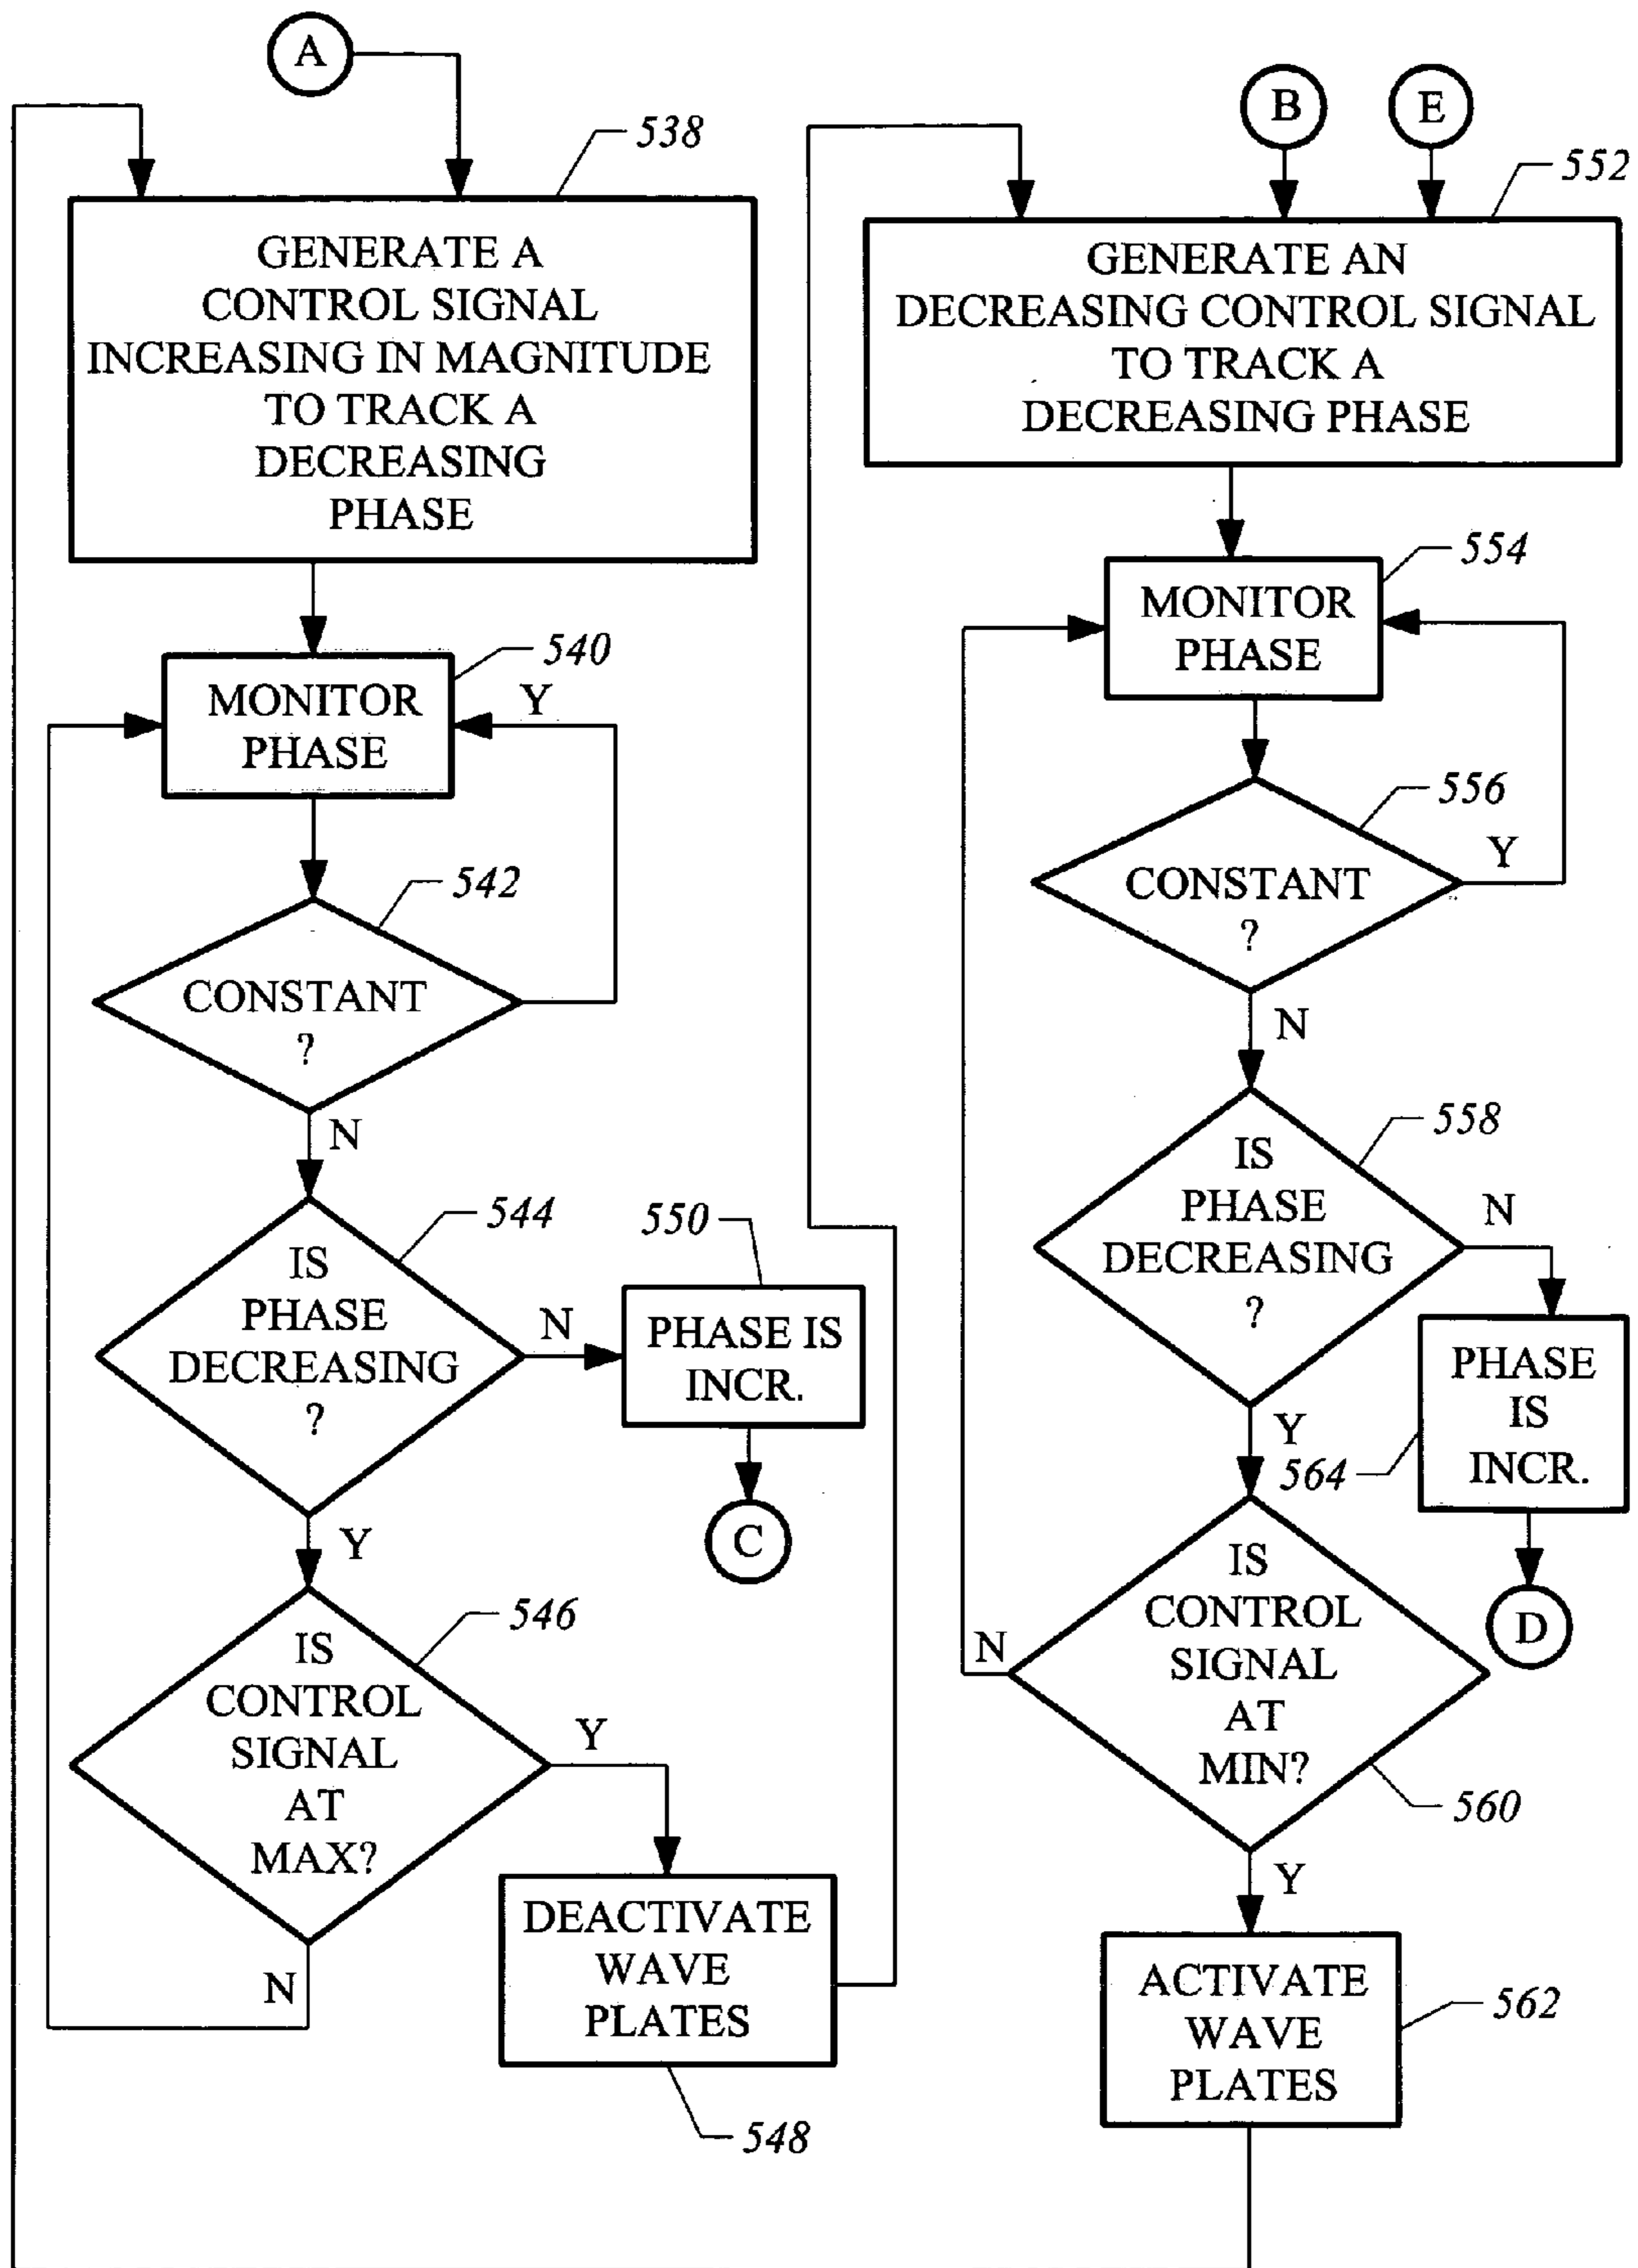 A
538
GENERATE A
CONTROL SIGNAL
INCREASING IN MAGNITUDE
TO TRACK A
DECREASING
PHASE
540
MONITOR
PHASE
Y
542
CONSTANT
?
N
544
IS
PHASE
DECREASING
?
N
550
PHASE IS
INCR.
C
Y
546
IS
CONTROL
SIGNAL
AT
MAX?
Y
N
DEACTIVATE
WAVE
PLATES
548
B
E
552
GENERATE AN
DECREASING CONTROL SIGNAL
TO TRACK A
DECREASING PHASE
554
MONITOR
PHASE
556
CONSTANT
?
Y
N
558
IS
PHASE
DECREASING
?
N
PHASE
IS
INCR.
564
D
Y
IS
CONTROL
SIGNAL
AT
MIN?
N
560
Y
ACTIVATE
WAVE
PLATES
562